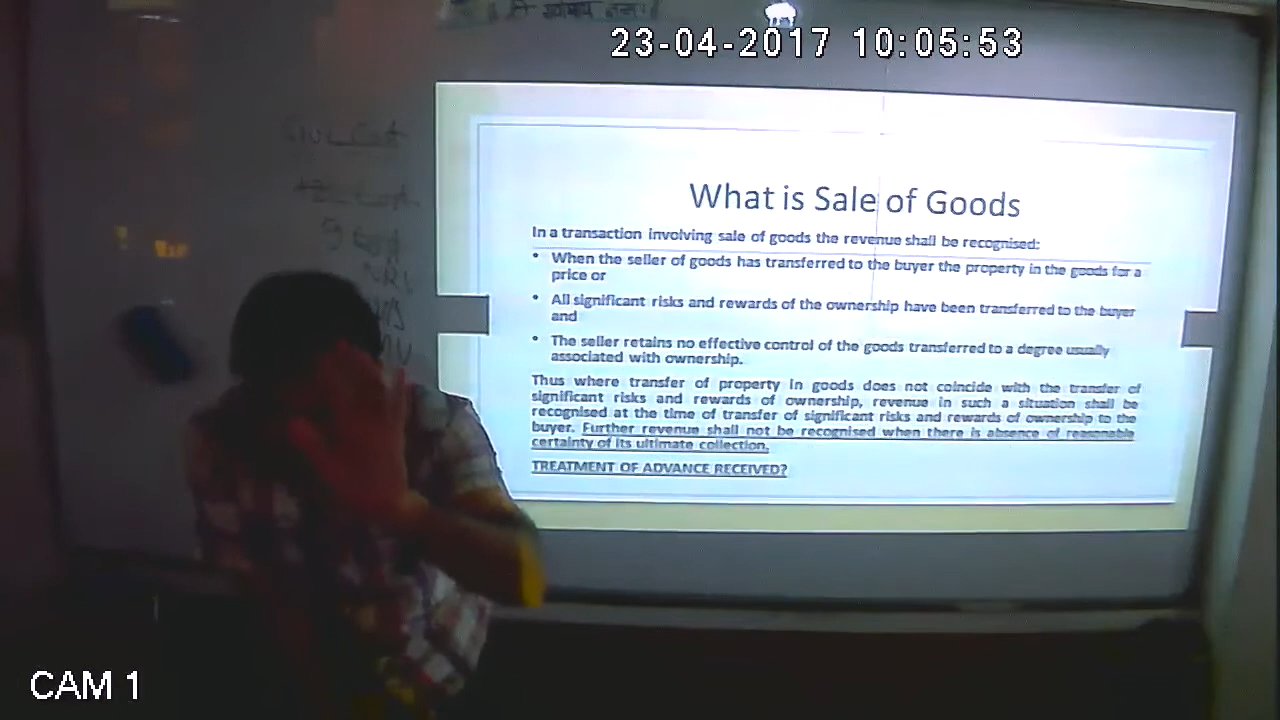 23-04-2017 10:05:53
What is Sale of Goods
In a transaction involving sale of goods the revenue shall be recognised:
• When the seller of goods has transferred to the buyer the property in the goods for a
price or
• All significant risks and rewards of the ownership have been transferred to the buyer
and
• The seller retains no effective control of the goods transferred to a degree usually
associated with ownership.
Thus where transfer of property in goods does not coincide with the transfer of
significant risks and rewards of ownership, revenue in such a situation shall be
recognised at the time of transfer of significant risks and rewards of ownership to the
buyer. Further revenue shall not be recognised when there is absence of reasonable
certainty of its ultimate collection.
TREATMENT OF ADVANCE RECEIVED?
CAM 1